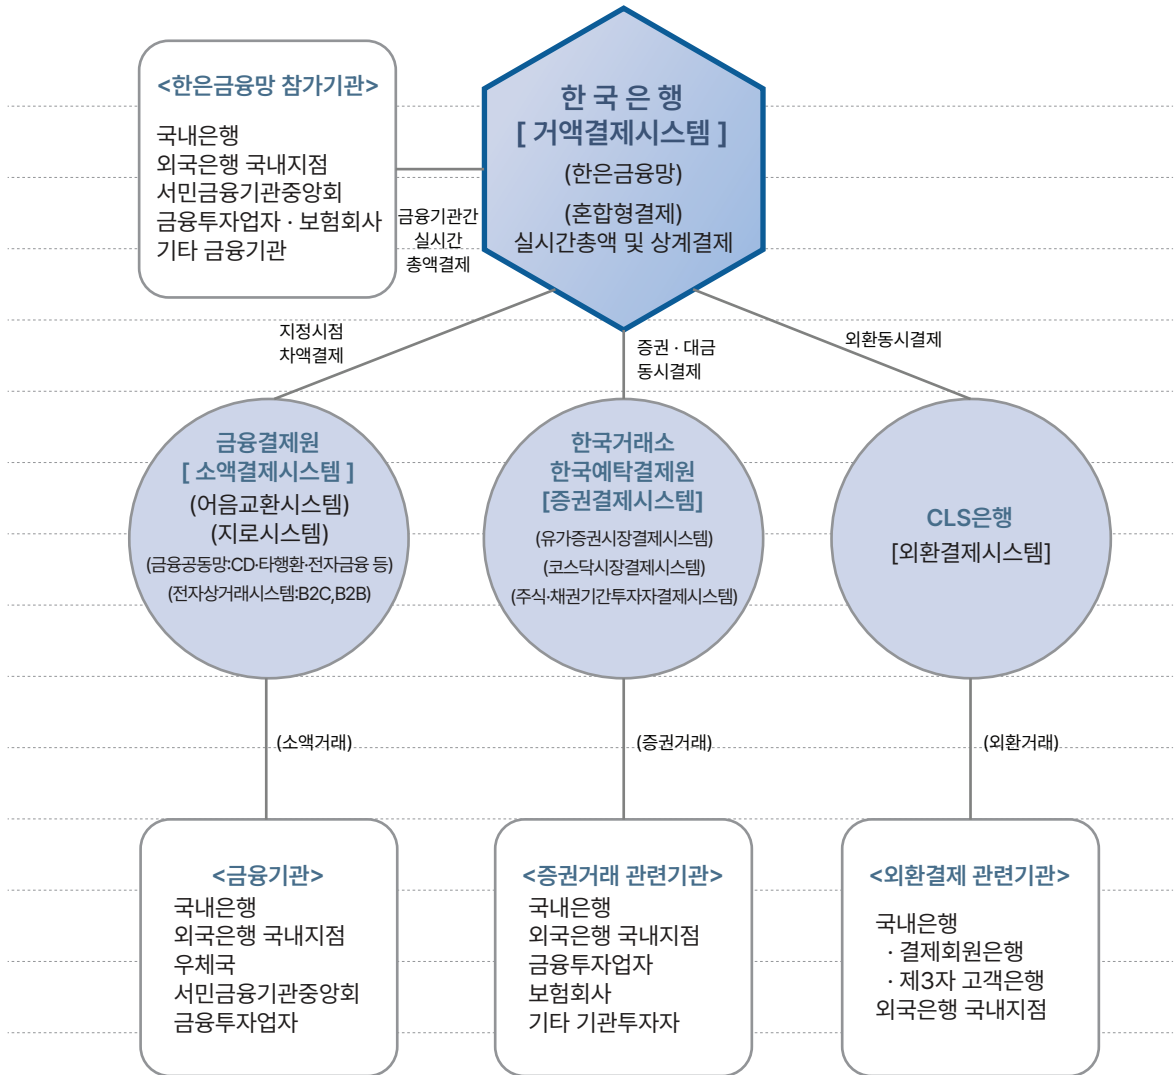 <한은금융망 참가기관>
국내은행
외국은행 국내지점
서민금융기관중앙회
금융투자업자 · 보험회사
기타 금융기관
한 국 은 행
[ 거액결제시스템 ]
(한은금융망)
(혼합형결제)
실시간총액 및 상계결제
금융기관간
실시간
총액결제
지정시점
차액결제
증권 · 대금
동시결제
외환동시결제
금융결제원
[ 소액결제시스템 ]
(어음교환시스템)
(지로시스템)
(금융공동망:CD·타행환·전자금융 등)
(전자상거래시스템:B2C,B2B)
한국거래소
한국예탁결제원
[증권결제시스템]
(유가증권시장결제시스템)
(코스닥시장결제시스템)
(주식·채권기간투자자결제시스템)
CLS은행
[외환결제시스템]
(소액거래)
(증권거래)
(외환거래)
<금융기관>
국내은행
외국은행 국내지점
우체국
서민금융기관중앙회
금융투자업자
<증권거래 관련기관>
국내은행
외국은행 국내지점
금융투자업자
보험회사
기타 기관투자자
<외환결제 관련기관>
국내은행
· 결제회원은행
· 제3자 고객은행
외국은행 국내지점